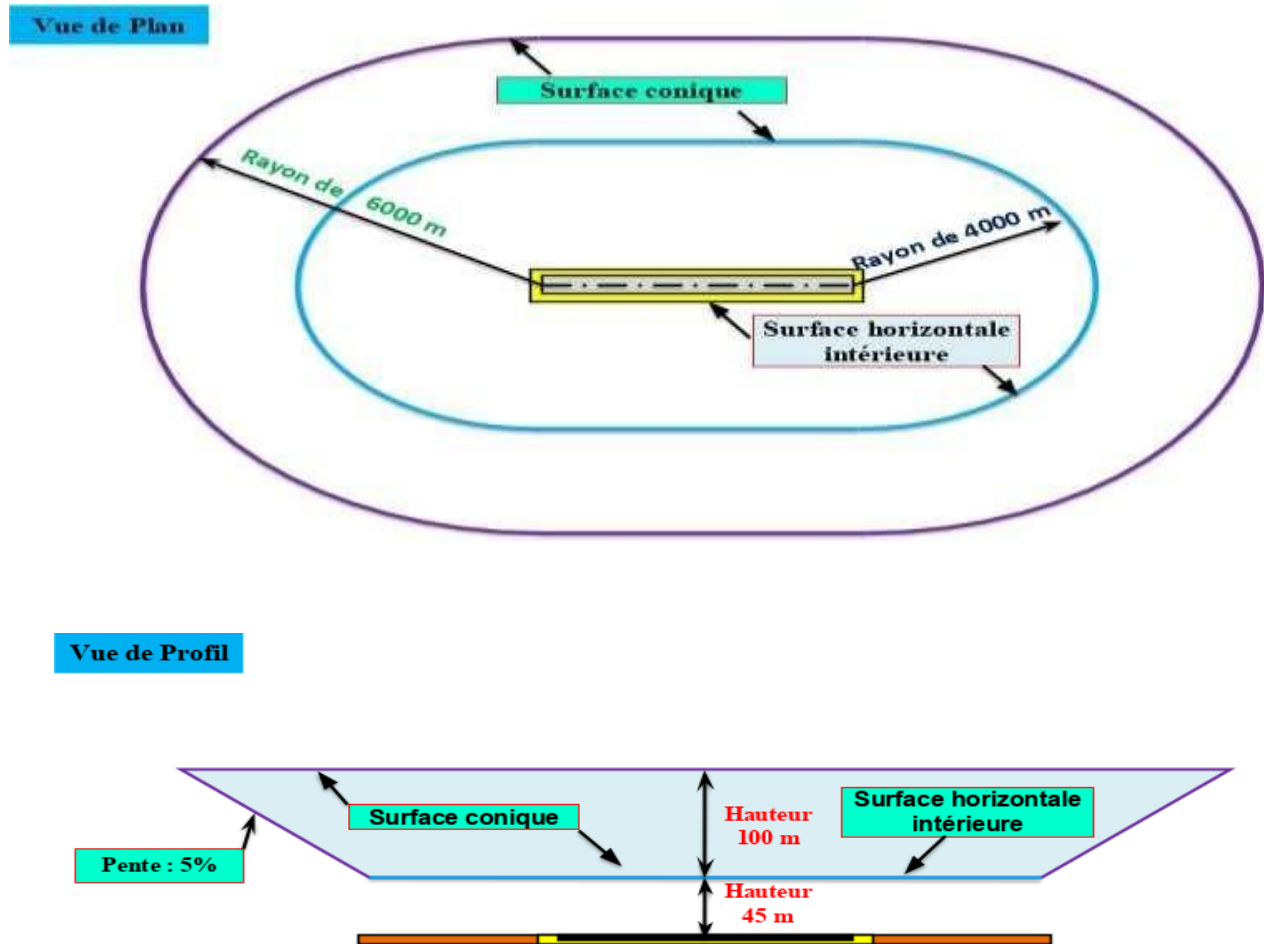 Vue de Plan
Surface conique
Rayon de 6000 m
Rayon de 4000 m
Surface horizontale
intérieure
Vue de Profil
Surface conique
Hauteur
100 m
Surface horizontale
intérieure
Pente : 5%
Hauteur
45 m